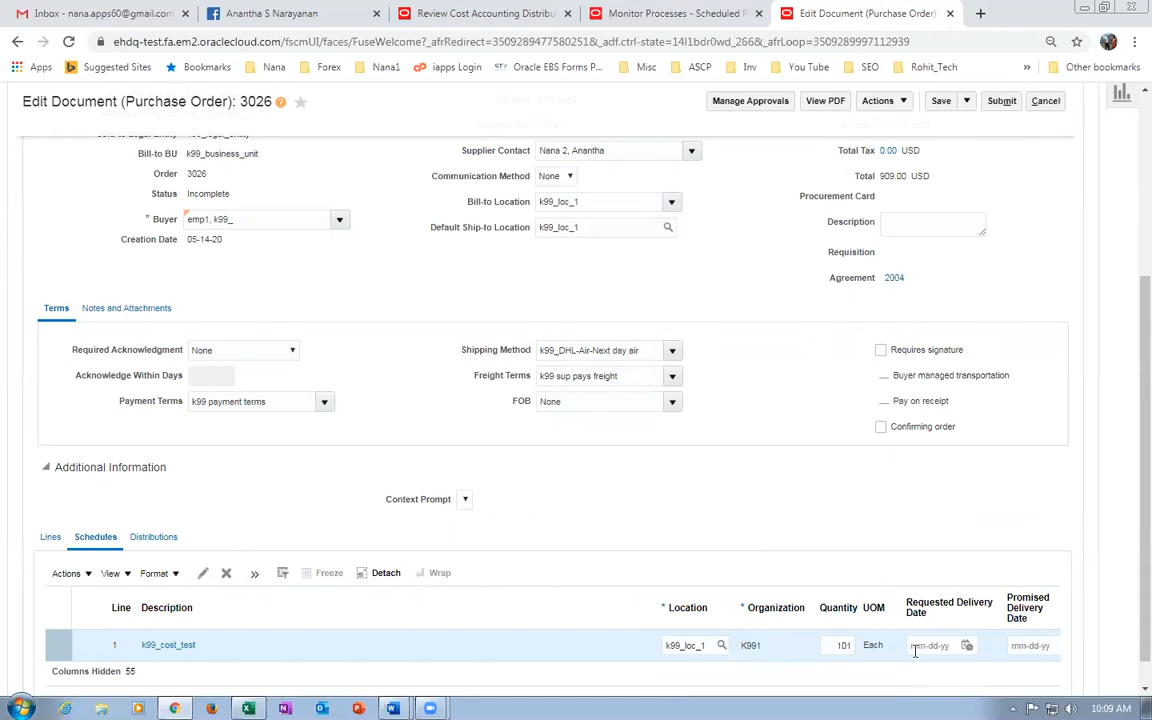 Inbox - nana.apps60@gmail.com
Anantha S Narayanan
Review Cost Accounting Distribu
Monitor Processes - Scheduled P
Edit Document (Purchase Order)
ehdq-test.fa.em2.oraclecloud.com/fscmUI/faces/FuseWelcome?_afrRedirect=3509289477580251&_adf.ctrl-state=14l1bdr0wd_266&_afrLoop=3509289997112939
Apps Suggested Sites Bookmarks Nana Forex Nana1 iapps Login Oracle EBS Forms P... Misc ASCP Inv You Tube SEO Rohit_Tech » Other bookmarks
Edit Document (Purchase Order): 3026
Manage Approvals View PDF Actions Save Submit Cancel
Bill-to BU k99_business_unit
Order 3026
Status Incomplete
* Buyer emp1, k99_
Creation Date 05-14-20
Supplier Contact Nana 2, Anantha
Communication Method None
Bill-to Location k99_loc_1
Default Ship-to Location k99_loc_1
Total Tax 0.00 USD
Total 909.00 USD
Procurement Card
Description
Requisition
Agreement 2004
Terms Notes and Attachments
Required Acknowledgment None
Acknowledge Within Days
Payment Terms k99 payment terms
Shipping Method k99_DHL-Air-Next day air
Freight Terms k99 sup pays freight
FOB None
Requires signature
Buyer managed transportation
Pay on receipt
Confirming order
Additional Information
Context Prompt
Lines Schedules Distributions
Actions View Format » Freeze Detach Wrap
Line Description * Location * Organization Quantity UOM Requested Delivery Date Promised Delivery Date
1 k99_cost_test k99_loc_1 K991 101 Each mm-dd-yy mm-dd-yy
Columns Hidden 55
10:09 AM